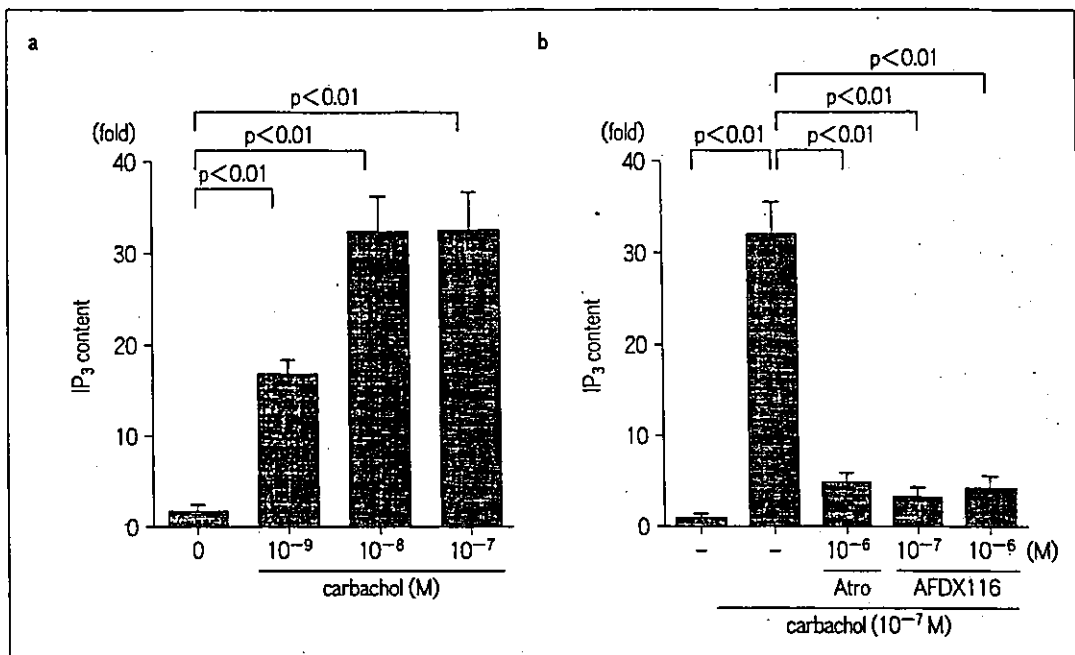 a
p<0.01
p<0.01
p<0.01
(fold)
40
30
20
10
0
IP₃ content
0 10⁻⁹ 10⁻⁸ 10⁻⁷
carbachol (M)
b
p<0.01
p<0.01
p<0.01 p<0.01
(fold)
40
30
20
10
0
IP₃ content
– – 10⁻⁶ 10⁻⁷ 10⁻⁶ (M)
Atro AFDX116
carbachol (10⁻⁷ M)